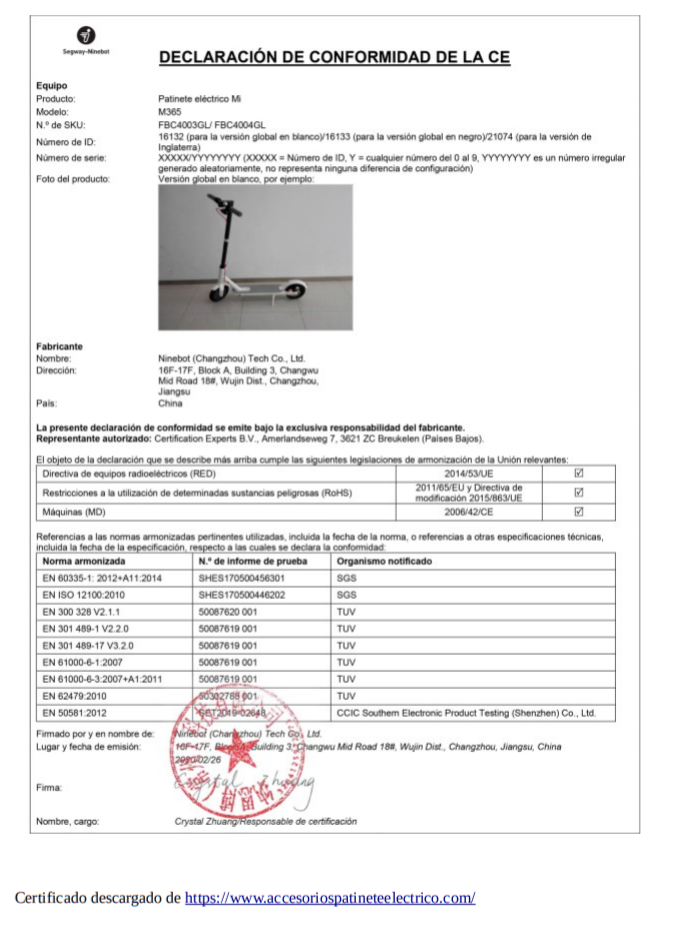 Segway-Ninebot
DECLARACIÓN DE CONFORMIDAD DE LA CE
Equipo
Producto: Patinete eléctrico Mi
Modelo: M365
N.º de SKU: FBC4003GL/ FBC4004GL
Número de ID: 16132 (para la versión global en blanco)/16133 (para la versión global en negro)/21074 (para la versión de
Inglaterra)
Número de serie: XXXXX/YYYYYYYY (XXXXX = Número de ID, Y = cualquier número del 0 al 9, YYYYYYYY es un número irregular
generado aleatoriamente, no representa ninguna diferencia de configuración)
Foto del producto: Versión global en blanco, por ejemplo:
Fabricante
Nombre: Ninebot (Changzhou) Tech Co., Ltd.
Dirección: 16F-17F, Block A, Building 3, Changwu
Mid Road 18#, Wujin Dist., Changzhou,
Jiangsu
País: China
La presente declaración de conformidad se emite bajo la exclusiva responsabilidad del fabricante.
Representante autorizado: Certification Experts B.V., Amerlandseweg 7, 3621 ZC Breukelen (Países Bajos).
El objeto de la declaración que se describe más arriba cumple las siguientes legislaciones de armonización de la Unión relevantes:
Directiva de equipos radioeléctricos (RED) 2014/53/UE ☑
Restricciones a la utilización de determinadas sustancias peligrosas (RoHS) 2011/65/EU y Directiva de
modificación 2015/863/UE ☑
Máquinas (MD) 2006/42/CE ☑
Referencias a las normas armonizadas pertinentes utilizadas, incluida la fecha de la norma, o referencias a otras especificaciones técnicas,
incluida la fecha de la especificación, respecto a las cuales se declara la conformidad:
Norma armonizada N.º de informe de prueba Organismo notificado
EN 60335-1: 2012+A11:2014 SHES170500456301 SGS
EN ISO 12100:2010 SHES170500446202 SGS
EN 300 328 V2.1.1 50087620 001 TUV
EN 301 489-1 V2.2.0 50087619 001 TUV
EN 301 489-17 V3.2.0 50087619 001 TUV
EN 61000-6-1:2007 50087619 001 TUV
EN 61000-6-3:2007+A1:2011 50087619 001 TUV
EN 62479:2010 50302768 001 TUV
EN 50581:2012 CCIC Southern Electronic Product Testing (Shenzhen) Co., Ltd.
Firmado por y en nombre de: Ninebot (Changzhou) Tech Co., Ltd.
Lugar y fecha de emisión: 16F-17F, Block A, Building 3, Changwu Mid Road 18#, Wujin Dist., Changzhou, Jiangsu, China
2020/02/26
Firma: Crystal Zhuang
Nombre, cargo: Crystal Zhuang/Responsable de certificación
Certificado descargado de https://www.accesoriospatineteelectrico.com/